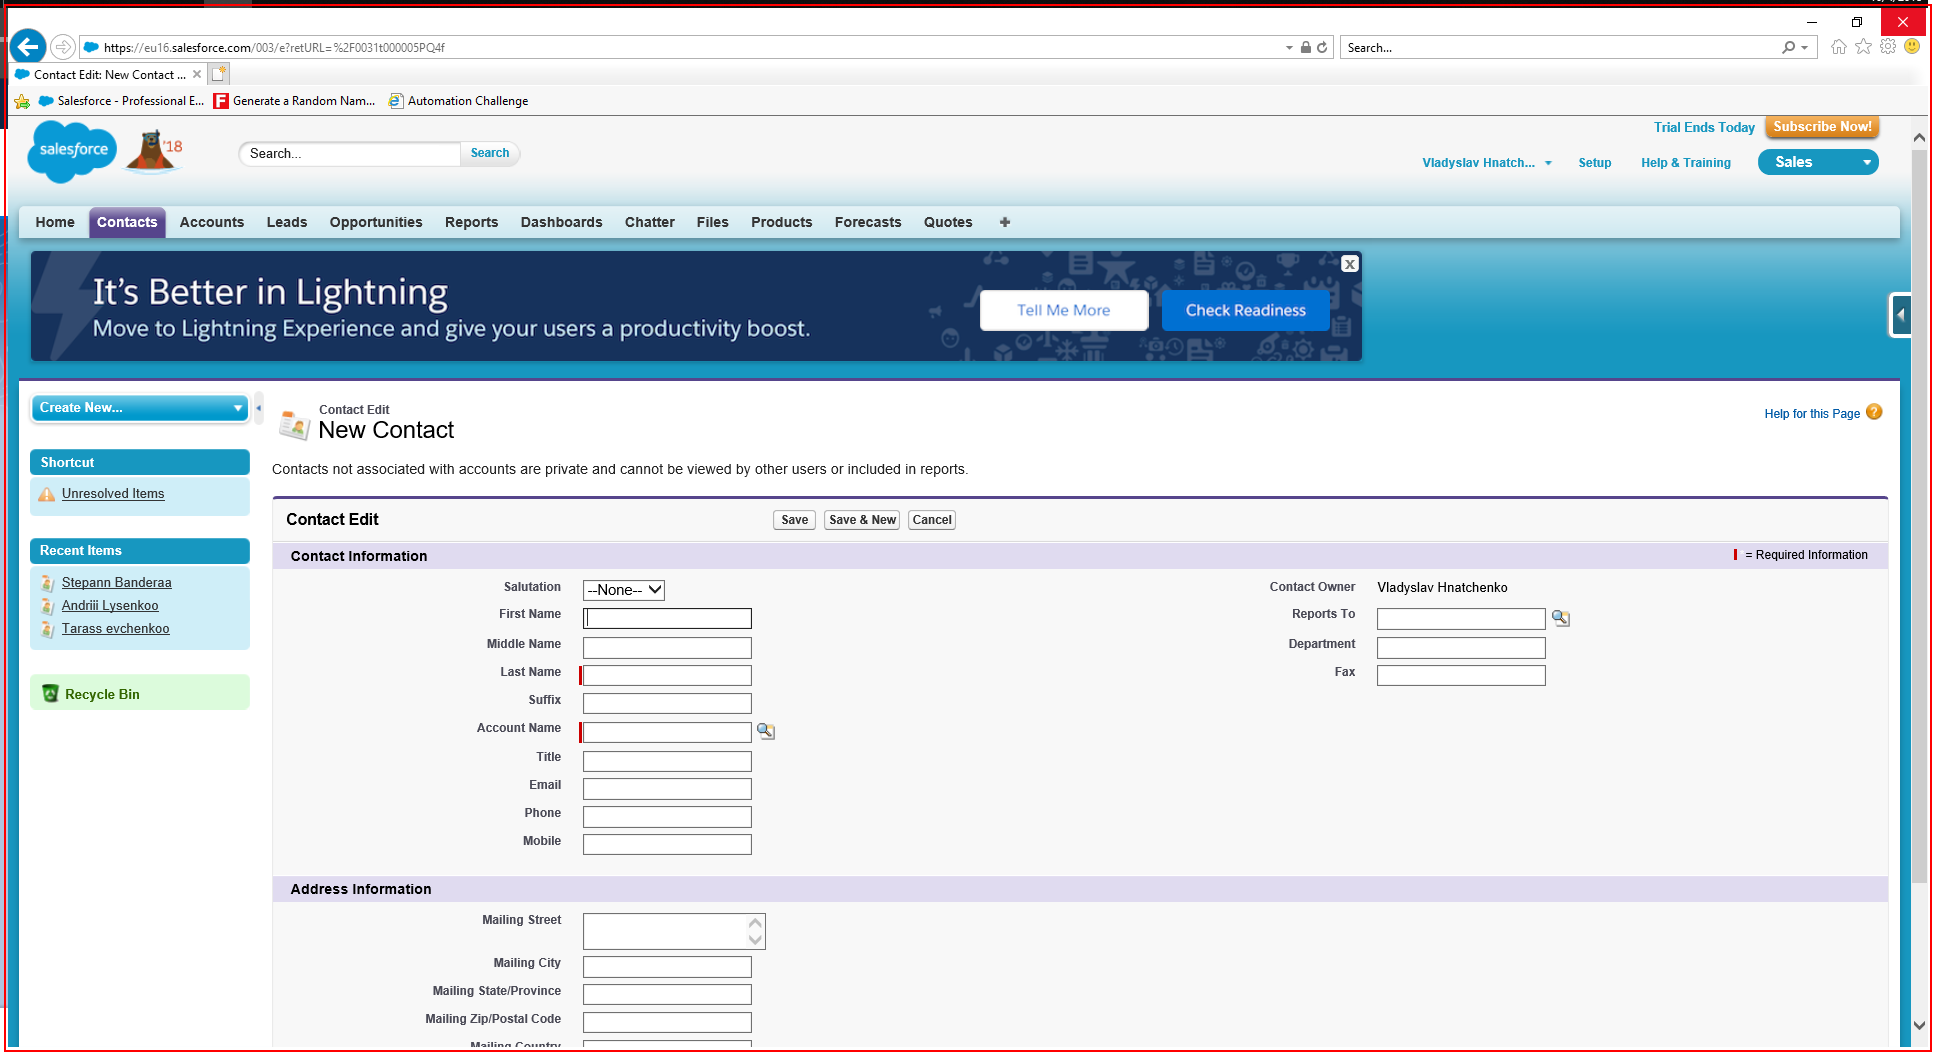 https://eu16.salesforce.com/003/e?retURL=%2F0031t000005PQ4f
Search...
Contact Edit: New Contact ...
Salesforce - Professional E...
Generate a Random Nam...
Automation Challenge
salesforce
'18
Search...
Search
Trial Ends Today
Subscribe Now!
Vladyslav Hnatch...
Setup
Help & Training
Sales
Home Contacts Accounts Leads Opportunities Reports Dashboards Chatter Files Products Forecasts Quotes +
It's Better in Lightning
Move to Lightning Experience and give your users a productivity boost.
Tell Me More
Check Readiness
X
Create New...
Shortcut
Unresolved Items
Recent Items
Stepann Banderaa
Andriii Lysenkoo
Tarass evchenkoo
Recycle Bin
Contact Edit
New Contact
Help for this Page ?
Contacts not associated with accounts are private and cannot be viewed by other users or included in reports.
Contact Edit
Save
Save & New
Cancel
Contact Information
= Required Information
Salutation
--None--
First Name
Middle Name
Last Name
Suffix
Account Name
Title
Email
Phone
Mobile
Contact Owner
Vladyslav Hnatchenko
Reports To
Department
Fax
Address Information
Mailing Street
Mailing City
Mailing State/Province
Mailing Zip/Postal Code
Mailing Country